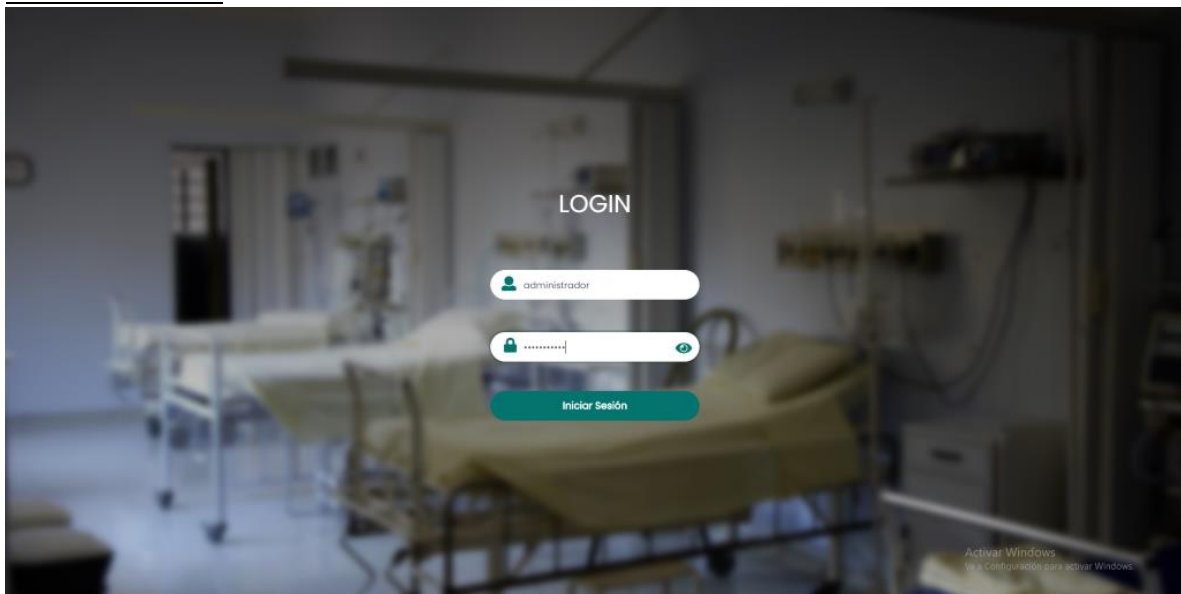 LOGIN
administrador
Iniciar Sesión
Activar Windows
Ve a Configuración para activar Windows.